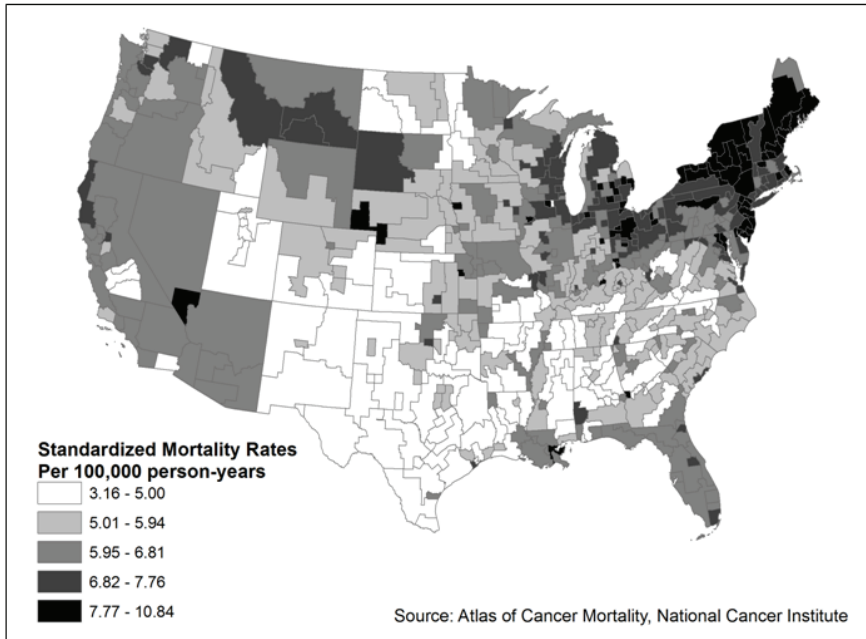 Standardized Mortality Rates
Per 100,000 person-years
3.16 - 5.00
5.01 - 5.94
5.95 - 6.81
6.82 - 7.76
7.77 - 10.84
Source: Atlas of Cancer Mortality, National Cancer Institute